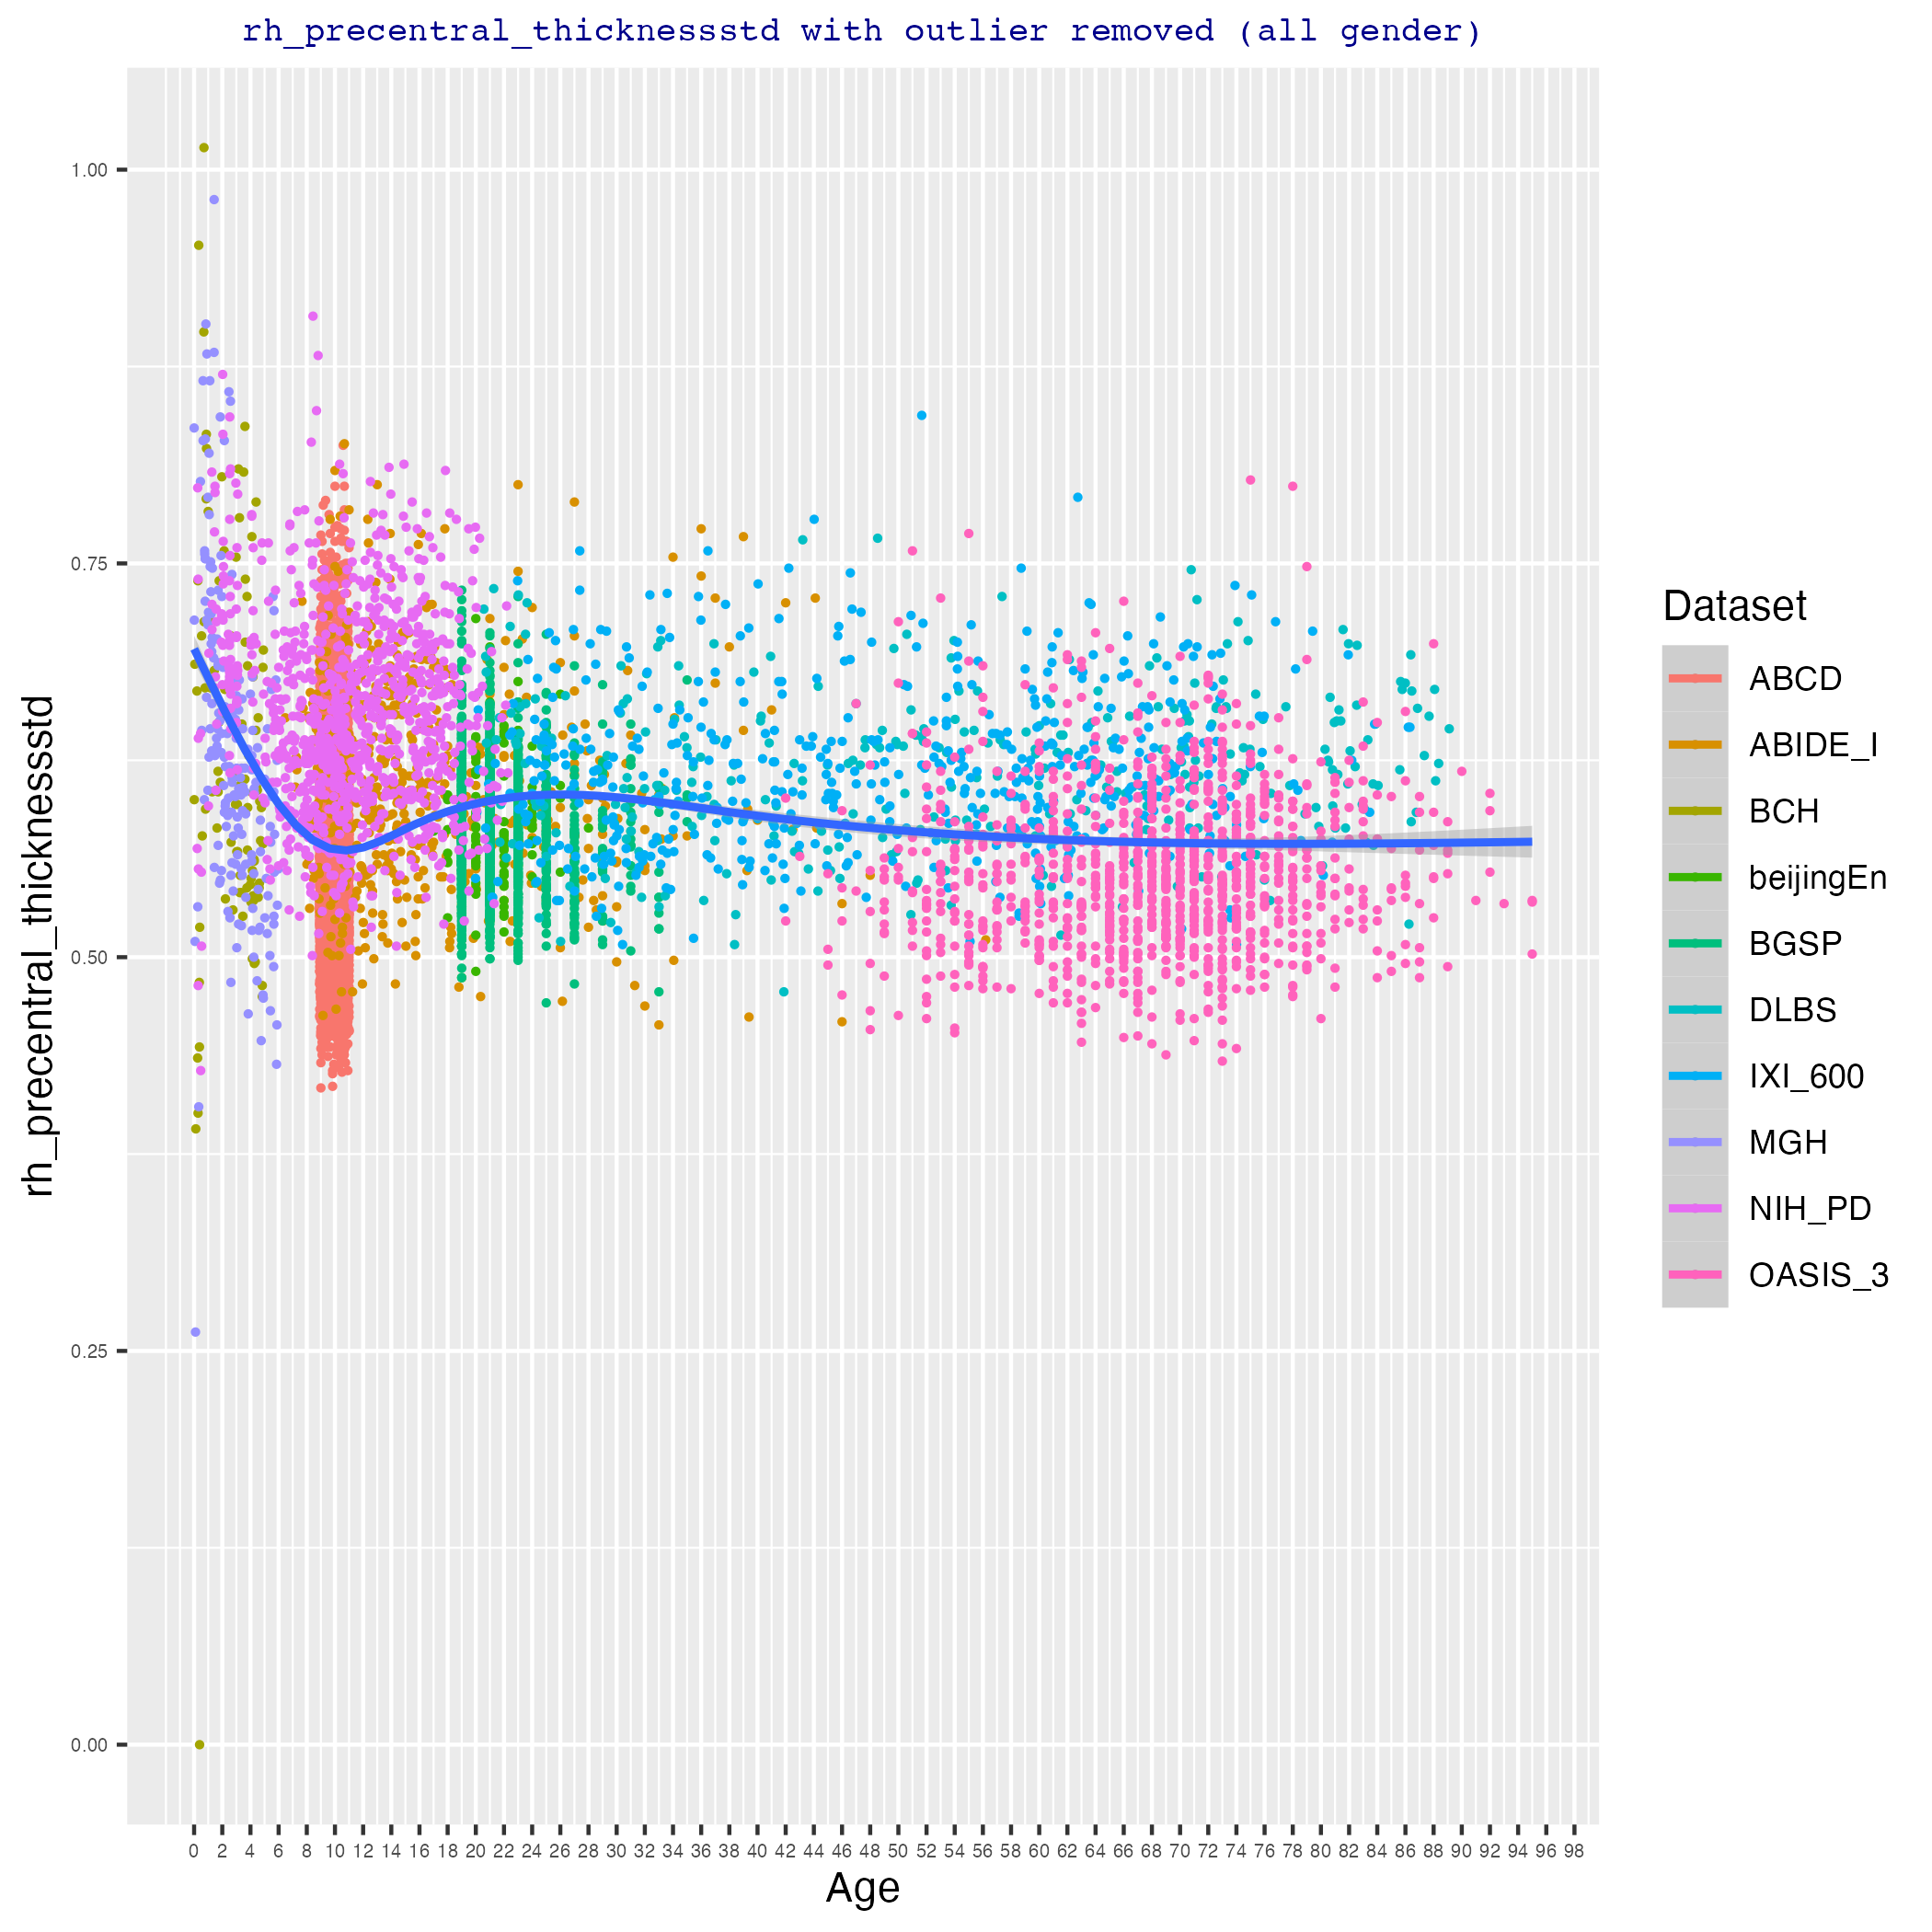 rh_precentral_thicknessstd with outlier removed (all gender)
rh_precentral_thicknessstd
1.00
0.75
0.50
0.25
0.00
0 2 4 6 8 10 12 14 16 18 20 22 24 26 28 30 32 34 36 38 40 42 44 46 48 50 52 54 56 58 60 62 64 66 68 70 72 74 76 78 80 82 84 86 88 90 92 94 96 98
Age
Dataset
ABCD
ABIDE_I
BCH
beijingEn
BGSP
DLBS
IXI_600
MGH
NIH_PD
OASIS_3